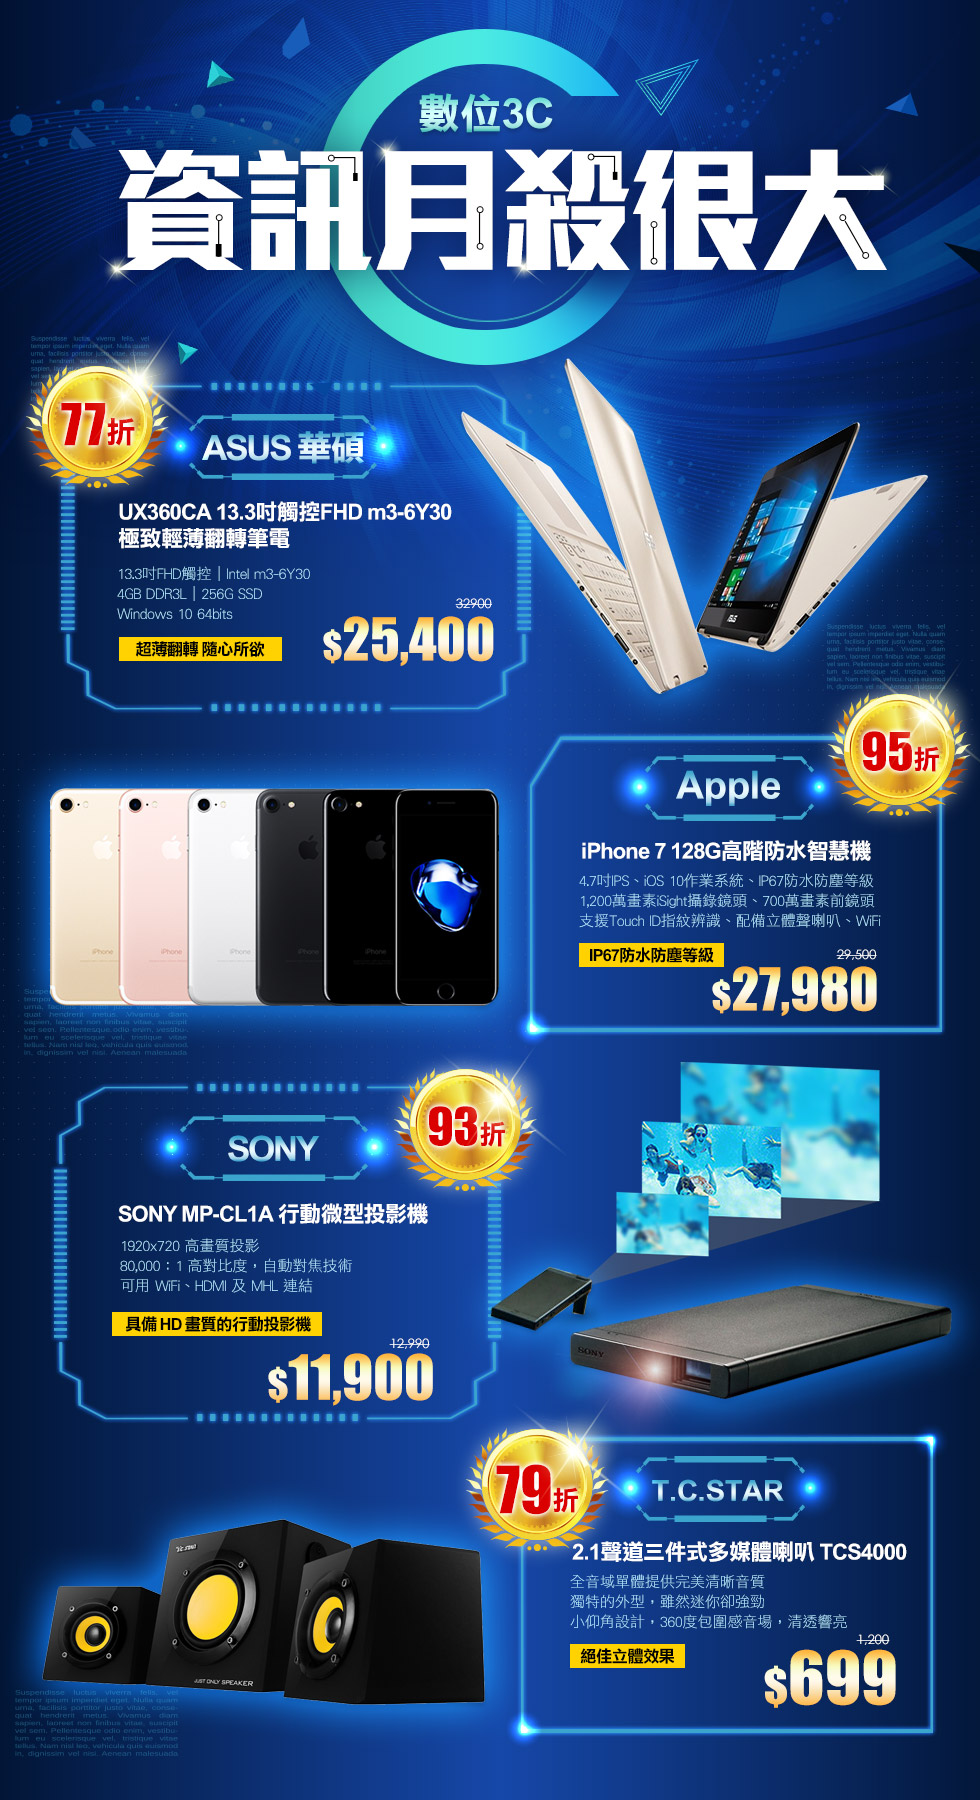 數位3C
資訊月殺很大
77折
ASUS 華碩
UX360CA 13.3吋觸控FHD m3-6Y30
極致輕薄翻轉筆電
13.3吋FHD觸控 | Intel m3-6Y30
4GB DDR3L | 256G SSD
Windows 10 64bits
超薄翻轉 隨心所欲
32900
$25,400
95折
Apple
iPhone 7 128G高階防水智慧機
4.7吋IPS、iOS 10作業系統、IP67防水防塵等級
1,200萬畫素iSight攝錄鏡頭、700萬畫素前鏡頭
支援Touch ID指紋辨識、配備立體聲喇叭、WiFi
IP67防水防塵等級
29,500
$27,980
93折
SONY
SONY MP-CL1A 行動微型投影機
1920x720 高畫質投影
80,000：1 高對比度，自動對焦技術
可用 WiFi、HDMI 及 MHL 連結
具備 HD 畫質的行動投影機
12,990
$11,900
SONY
79折
T.C.STAR
2.1聲道三件式多媒體喇叭 TCS4000
全音域單體提供完美清晰音質
獨特的外型，雖然迷你卻強勁
小仰角設計，360度包圍感音場，清透響亮
絕佳立體效果
1,200
$699
JUST ONLY SPEAKER